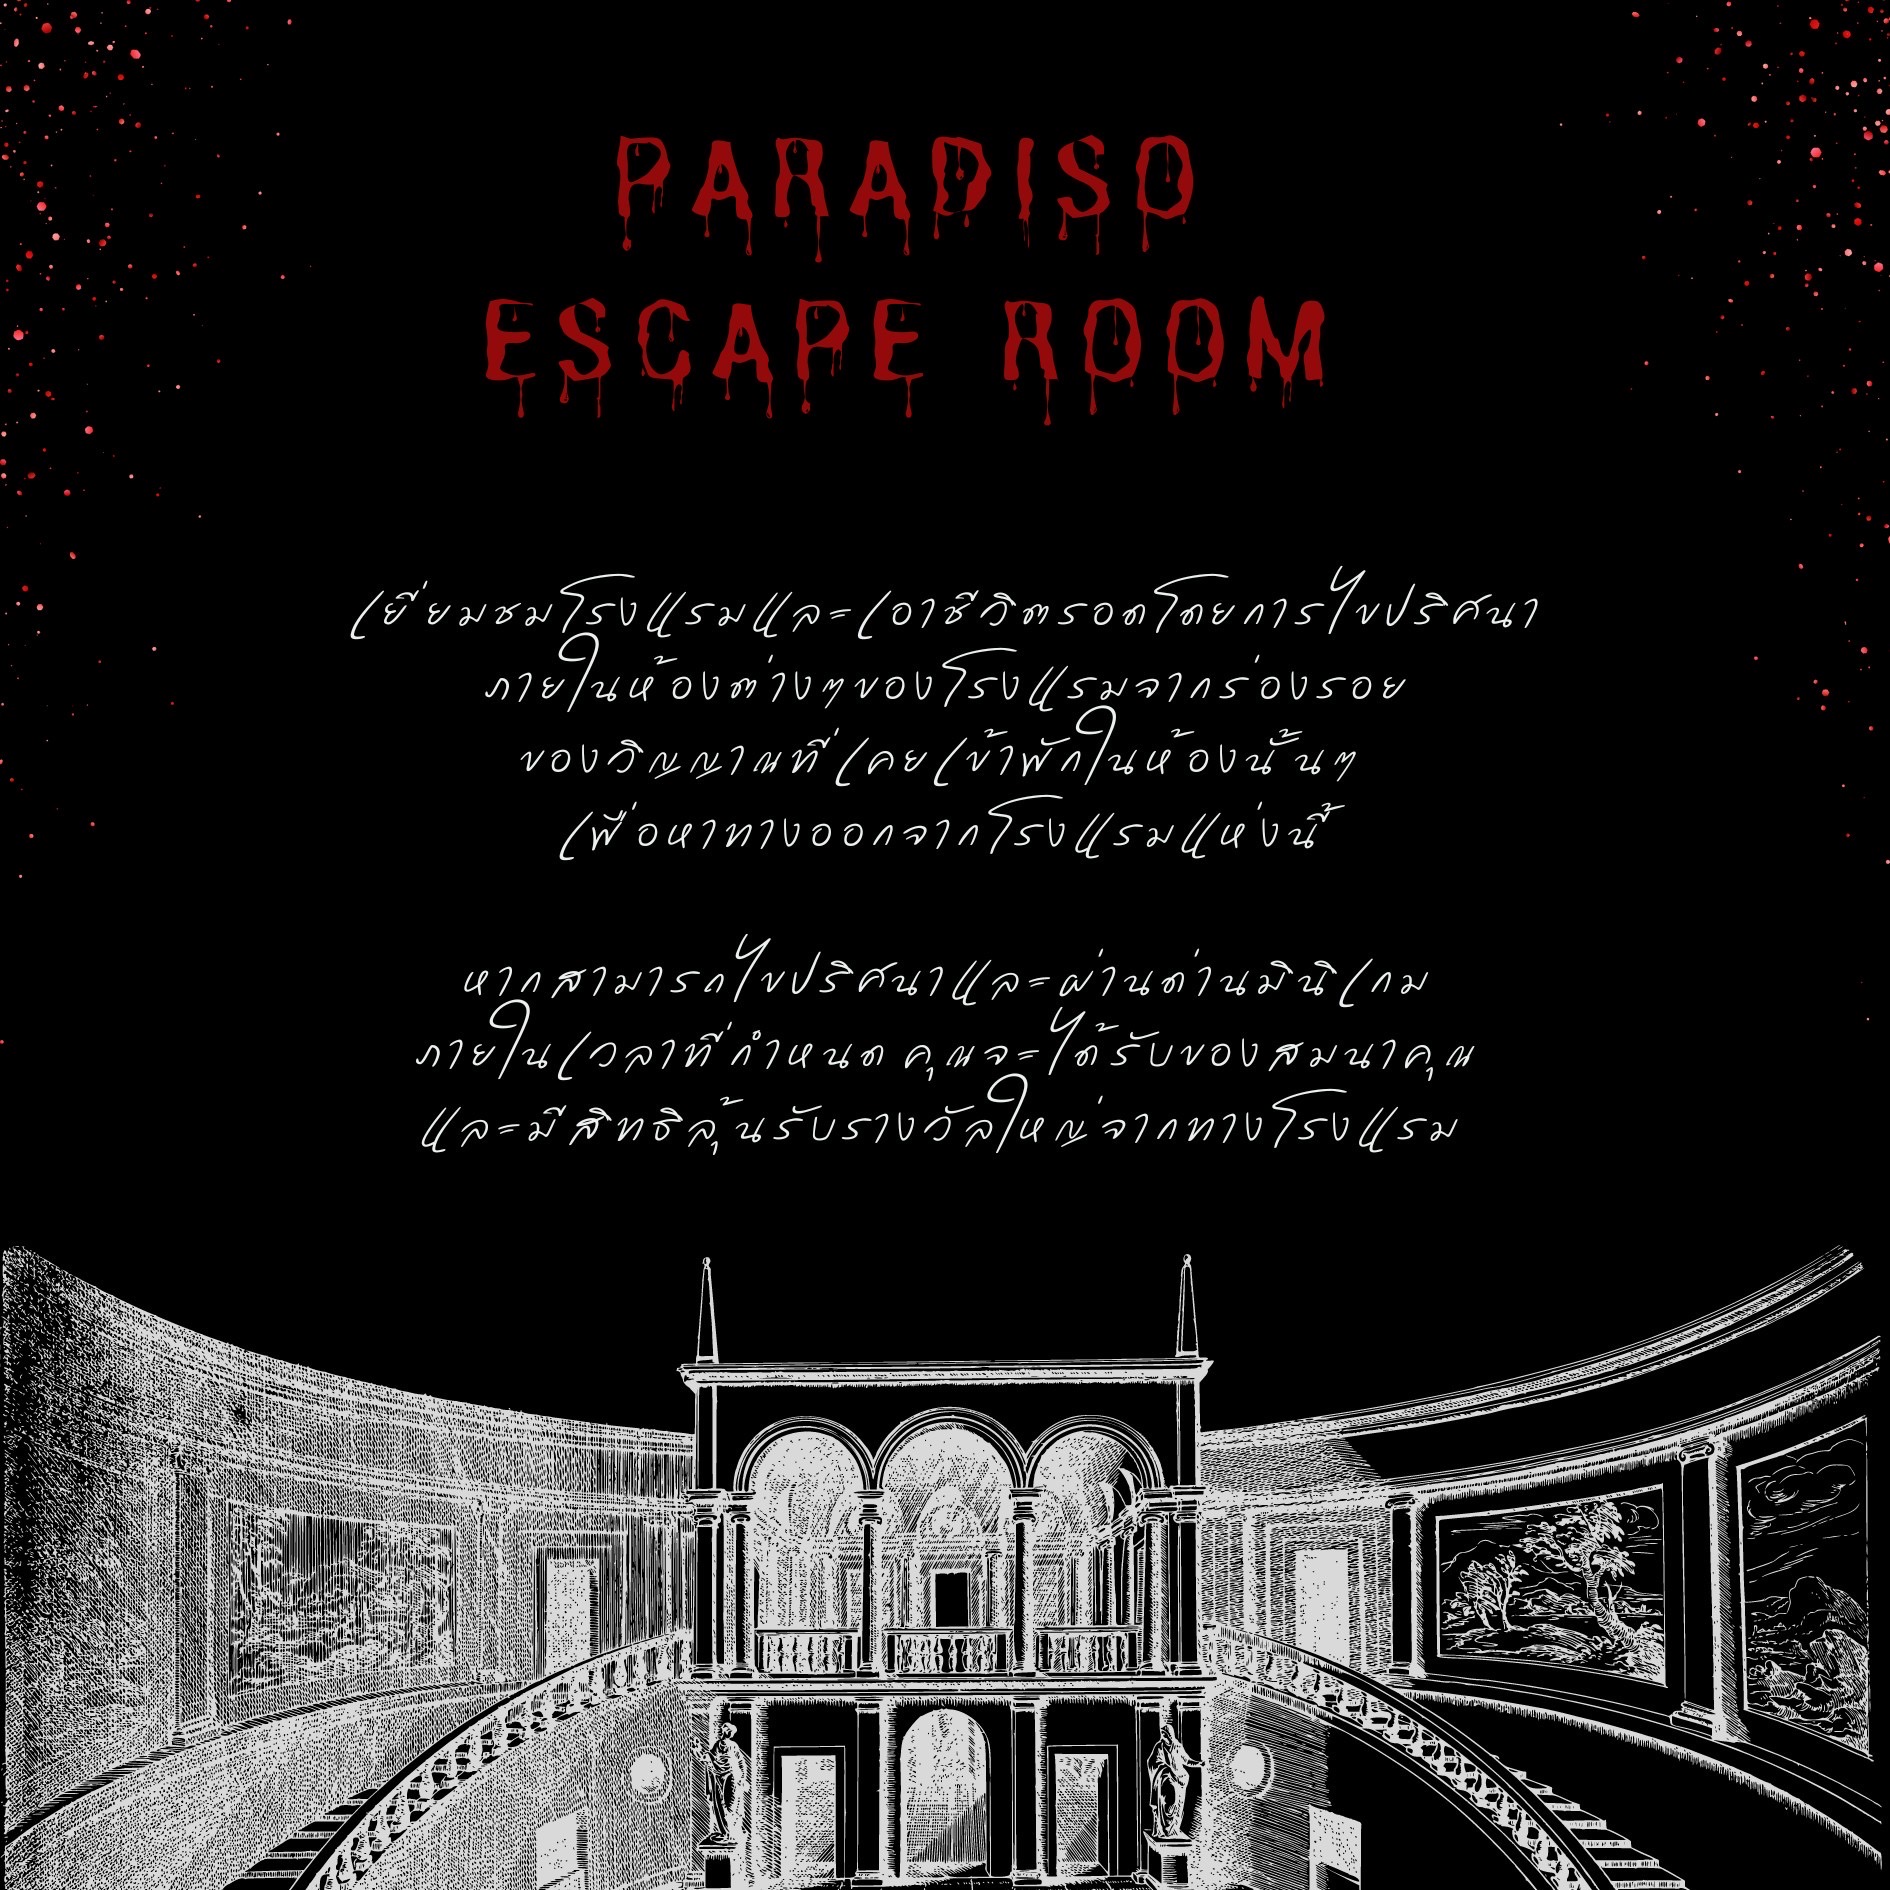 PARADISO
ESCAPE ROOM
เยี่ยมชมโรงแรมและเอาชีวิตรอดโดยการไขปริศนา
ภายในห้องต่างๆของโรงแรมจากร่องรอย
ของวิญญาณที่เคยเข้าพักในห้องนั้นๆ
เพื่อหาทางออกจากโรงแรมแห่งนี้
หากสามารถไขปริศนาและผ่านด่านมินิเกม
ภายในเวลาที่กำหนด คุณจะได้รับของสมนาคุณ
และมีสิทธิลุ้นรับรางวัลใหญ่จากทางโรงแรม